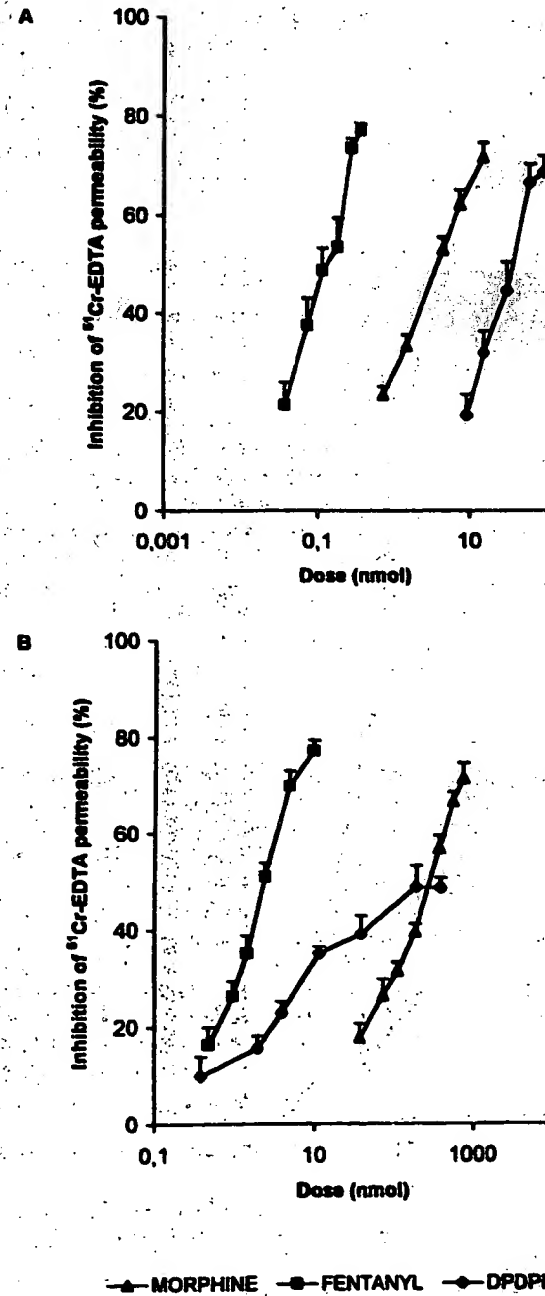 A
Inhibition of ⁵¹Cr-EDTA permeability (%)
100
80
60
40
20
0
0,001
0,1
10
Dose (nmol)
B
Inhibition of ⁵¹Cr-EDTA permeability (%)
100
80
60
40
20
0
0,1
10
1000
Dose (nmol)
MORPHINE FENTANYL